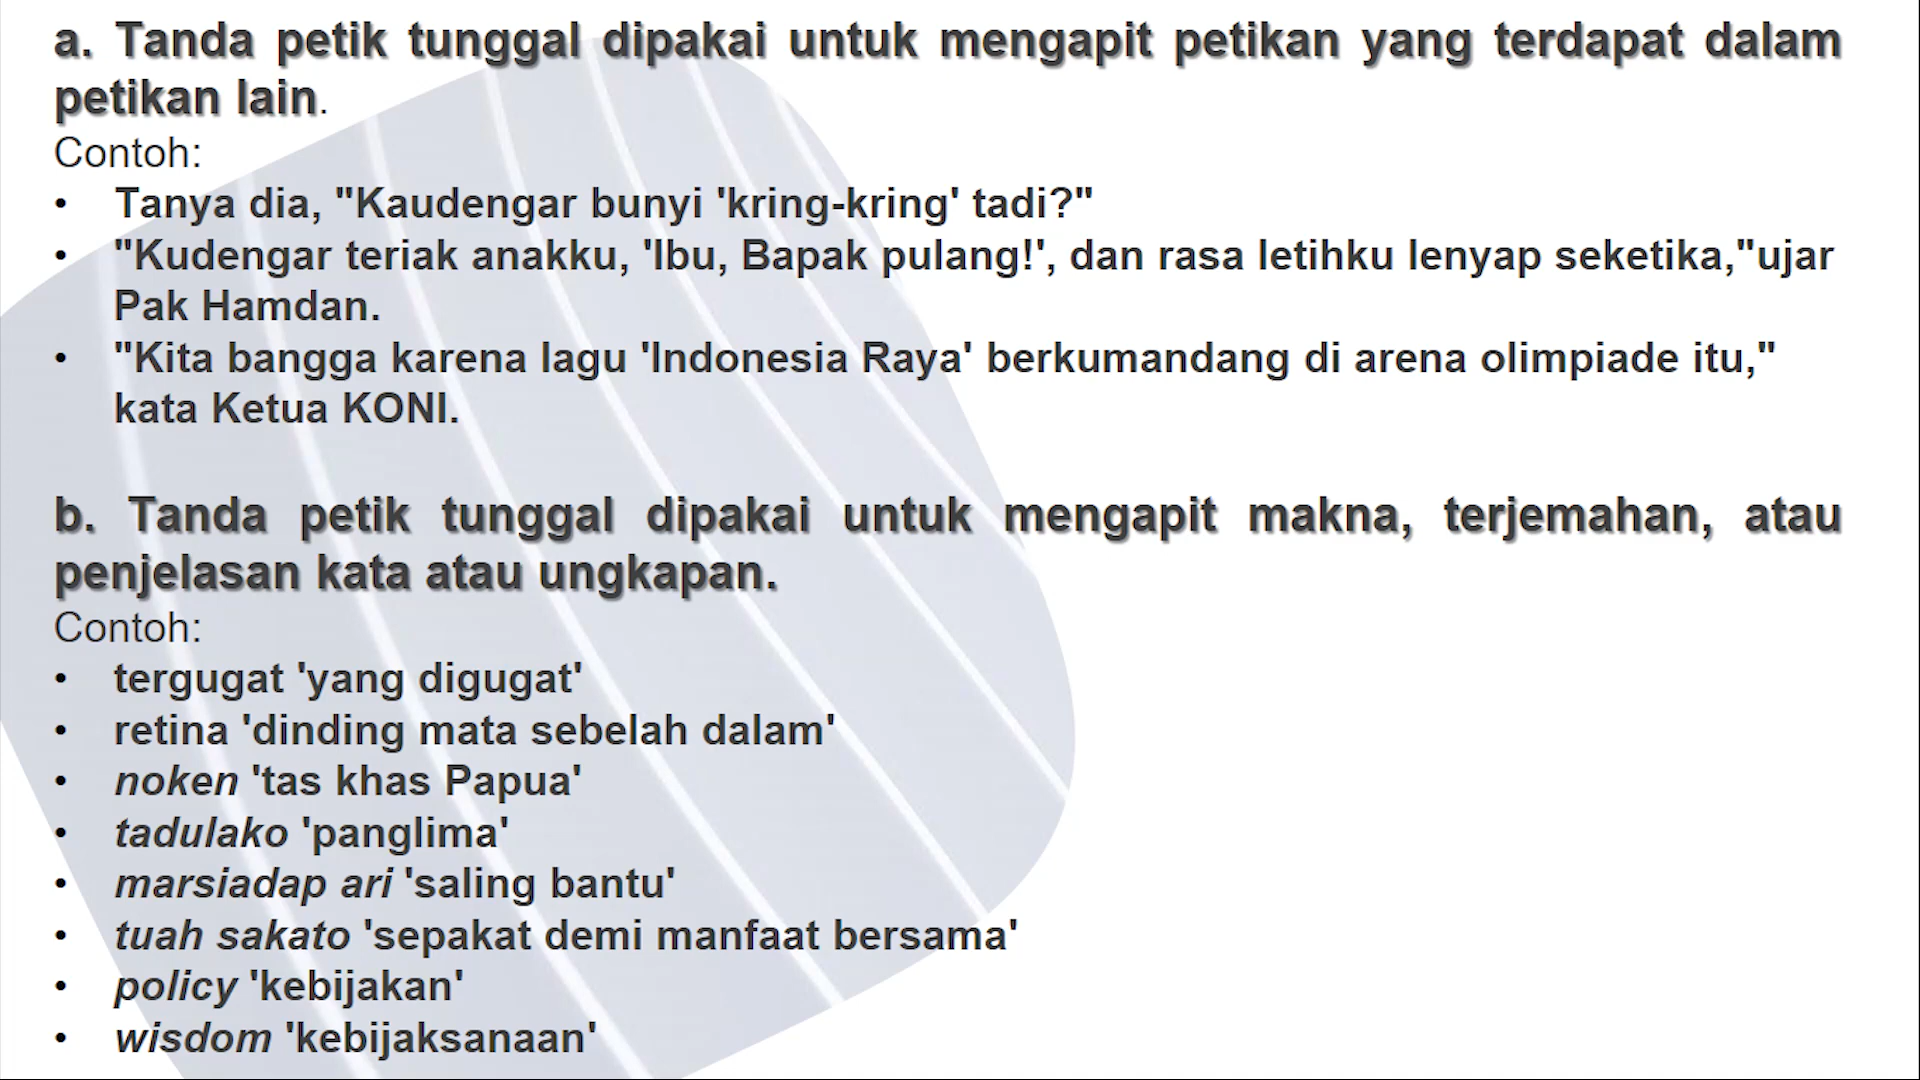 a. Tanda petik tunggal dipakai untuk mengapit petikan yang terdapat dalam
petikan lain.
Contoh:
• Tanya dia, "Kaudengar bunyi 'kring-kring' tadi?"
• "Kudengar teriak anakku, 'Ibu, Bapak pulang!', dan rasa letihku lenyap seketika,"ujar
Pak Hamdan.
• "Kita bangga karena lagu 'Indonesia Raya' berkumandang di arena olimpiade itu,"
kata Ketua KONI.
b. Tanda petik tunggal dipakai untuk mengapit makna, terjemahan, atau
penjelasan kata atau ungkapan.
Contoh:
• tergugat 'yang digugat'
• retina 'dinding mata sebelah dalam'
• noken 'tas khas Papua'
• tadulako 'panglima'
• marsiadap ari 'saling bantu'
• tuah sakato 'sepakat demi manfaat bersama'
• policy 'kebijakan'
• wisdom 'kebijaksanaan'